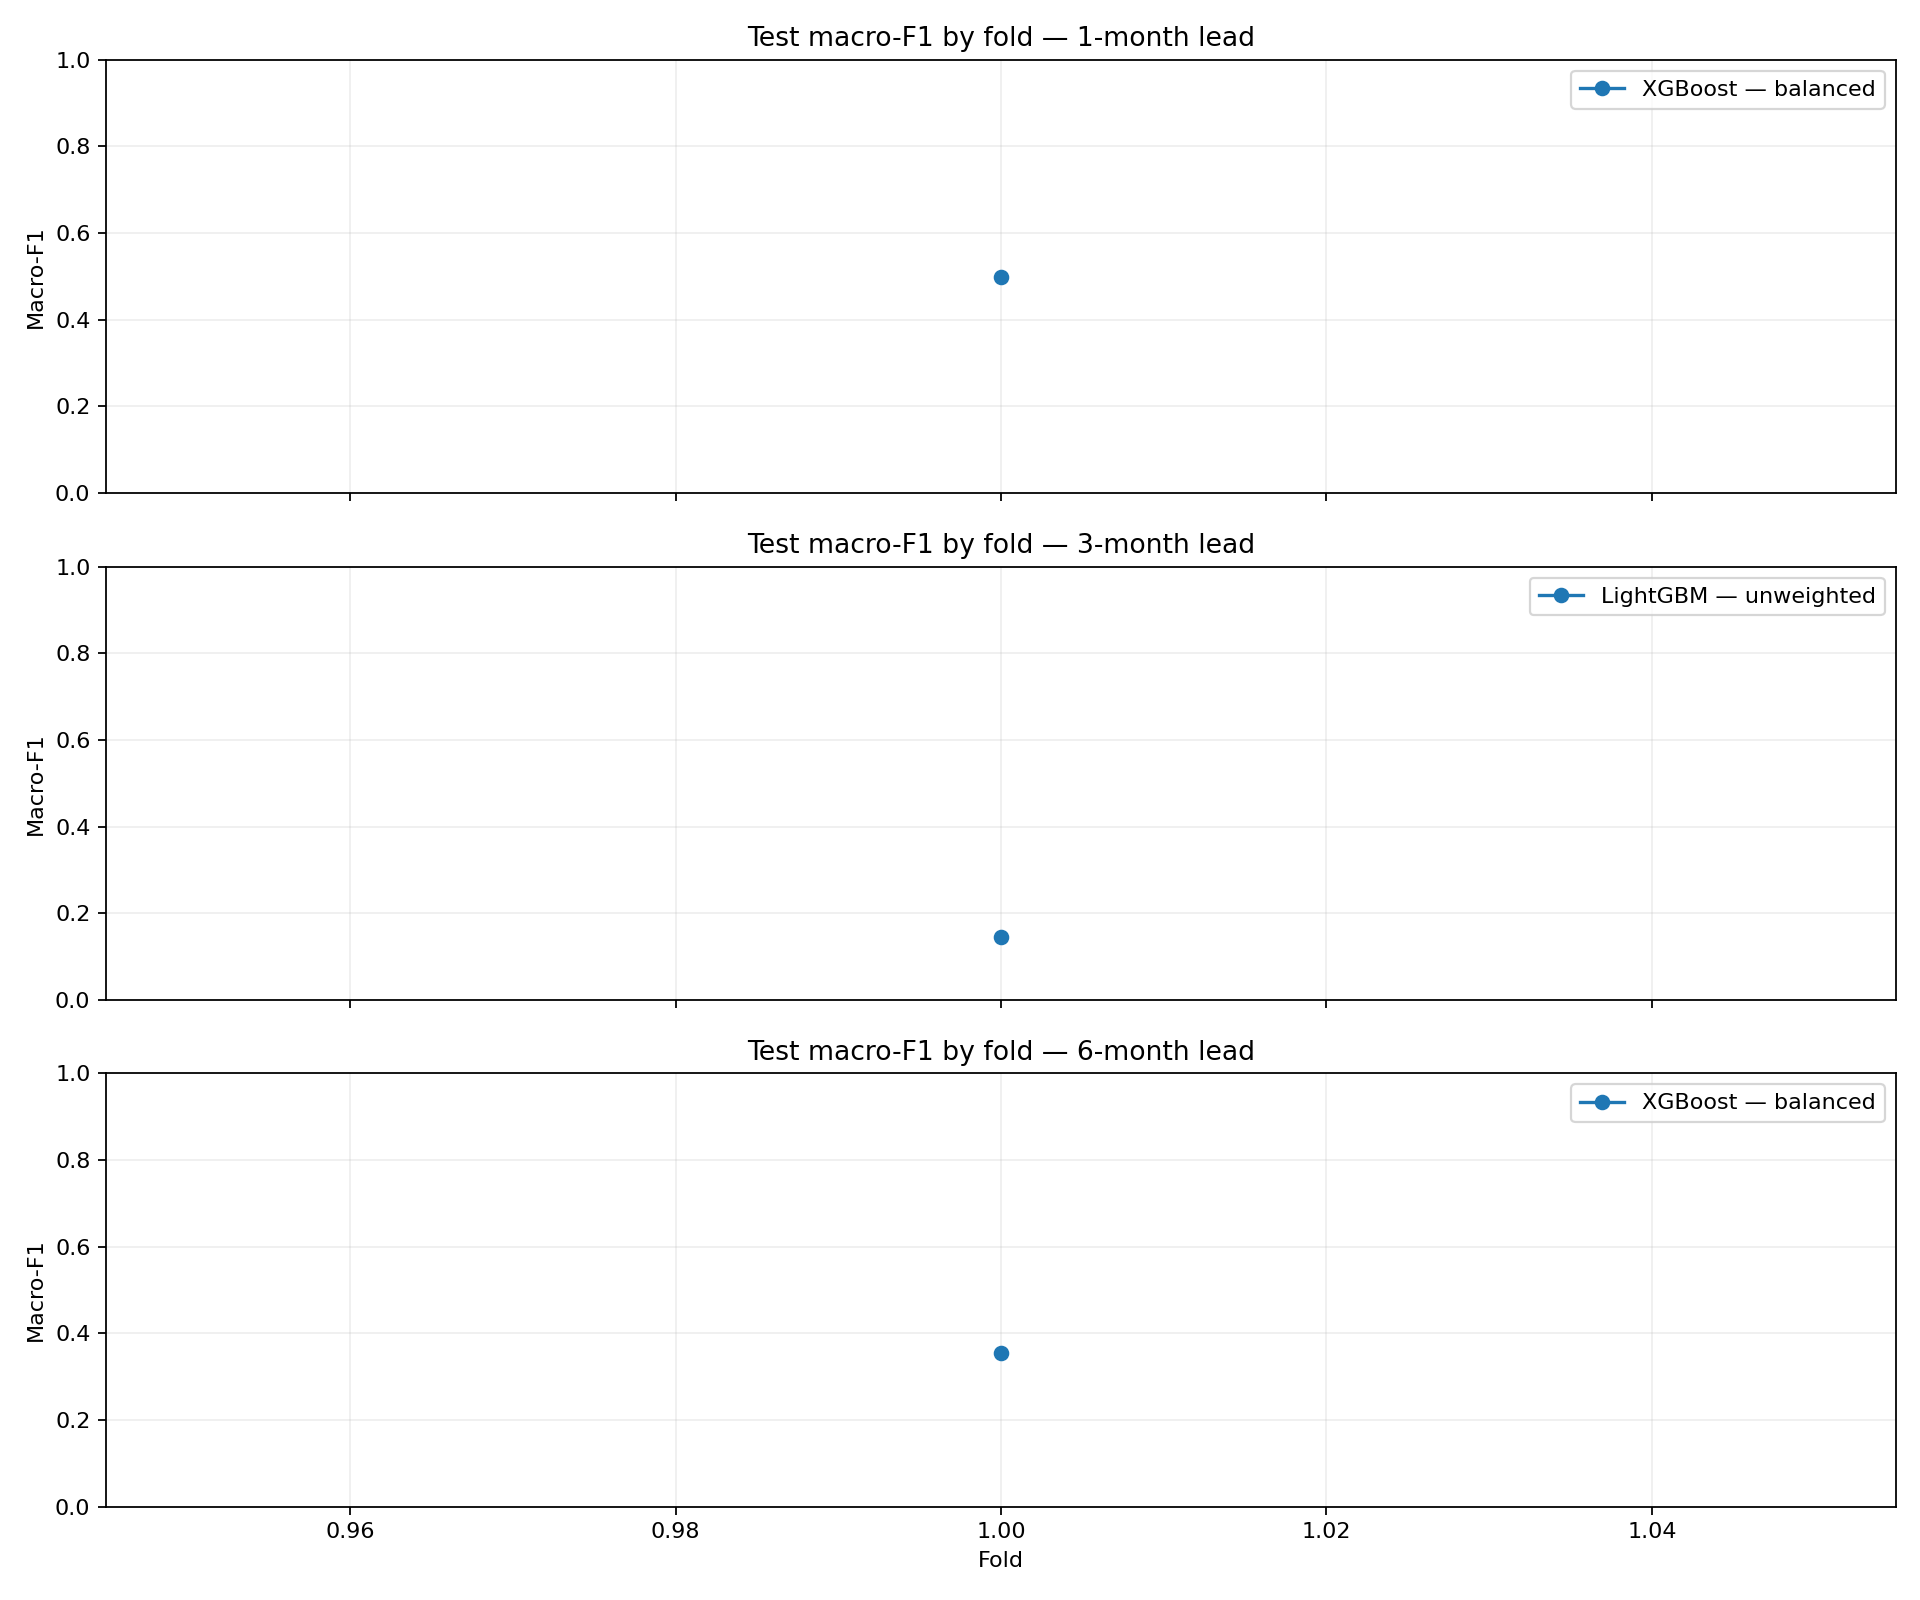 Test macro-F1 by fold — 1-month lead
1.0
XGBoost — balanced
0.8
0.6
Macro-F1
0.4
0.2
0.0
Test macro-F1 by fold — 3-month lead
1.0
LightGBM — unweighted
0.8
0.6
Macro-F1
0.4
0.2
0.0
Test macro-F1 by fold — 6-month lead
1.0
XGBoost — balanced
0.8
0.6
Macro-F1
0.4
0.2
0.0
0.96 0.98 1.00 1.02 1.04
Fold